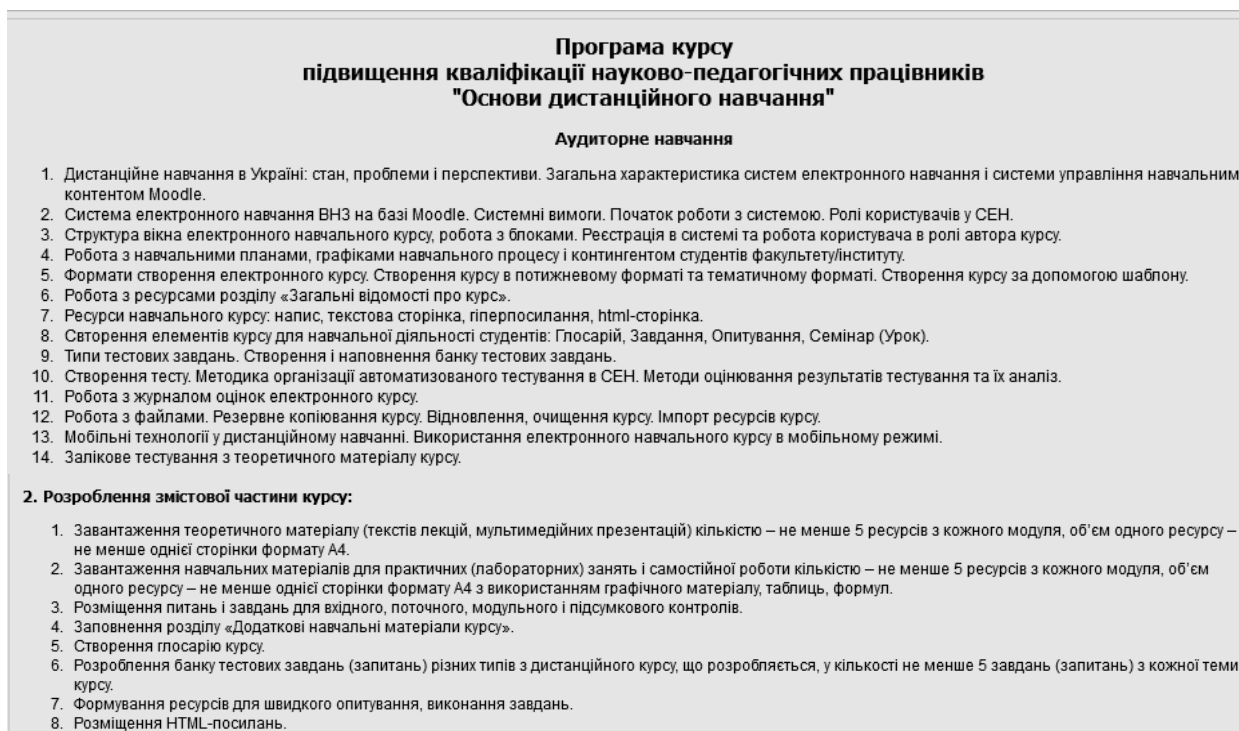 Програма курсу
підвищення кваліфікації науково-педагогічних працівників
"Основи дистанційного навчання"
Аудиторне навчання
1. Дистанційне навчання в Україні: стан, проблеми і перспективи. Загальна характеристика систем електронного навчання і системи управління навчальним
контентом Moodle.
2. Система електронного навчання ВНЗ на базі Moodle. Системні вимоги. Початок роботи з системою. Ролі користувачів у СЕН.
3. Структура вікна електронного навчального курсу, робота з блоками. Реєстрація в системі та робота користувача в ролі автора курсу.
4. Робота з навчальними планами, графіками навчального процесу і контингентом студентів факультету/інституту.
5. Формати створення електронного курсу. Створення курсу в потижневому форматі та тематичному форматі. Створення курсу за допомогою шаблону.
6. Робота з ресурсами розділу «Загальні відомості про курс».
7. Ресурси навчального курсу: напис, текстова сторінка, гіперпосилання, html-сторінка.
8. Свторення елементів курсу для навчальної діяльності студентів: Глосарій, Завдання, Опитування, Семінар (Урок).
9. Типи тестових завдань. Створення і наповнення банку тестових завдань.
10. Створення тесту. Методика організації автоматизованого тестування в СЕН. Методи оцінювання результатів тестування та їх аналіз.
11. Робота з журналом оцінок електронного курсу.
12. Робота з файлами. Резервне копіювання курсу. Відновлення, очищення курсу. Імпорт ресурсів курсу.
13. Мобільні технології у дистанційному навчанні. Використання електронного навчального курсу в мобільному режимі.
14. Залікове тестування з теоретичного матеріалу курсу.
2. Розроблення змістової частини курсу:
1. Завантаження теоретичного матеріалу (текстів лекцій, мультимедійних презентацій) кількістю – не менше 5 ресурсів з кожного модуля, об’єм одного ресурсу –
не менше однієї сторінки формату А4.
2. Завантаження навчальних матеріалів для практичних (лабораторних) занять і самостійної роботи кількістю – не менше 5 ресурсів з кожного модуля, об’єм
одного ресурсу – не менше однієї сторінки формату А4 з використанням графічного матеріалу, таблиць, формул.
3. Розміщення питань і завдань для вхідного, поточного, модульного і підсумкового контролів.
4. Заповнення розділу «Додаткові навчальні матеріали курсу».
5. Створення глосарію курсу.
6. Розроблення банку тестових завдань (запитань) різних типів з дистанційного курсу, що розробляється, у кількості не менше 5 завдань (запитань) з кожної теми
курсу.
7. Формування ресурсів для швидкого опитування, виконання завдань.
8. Розміщення HTML-посилань.